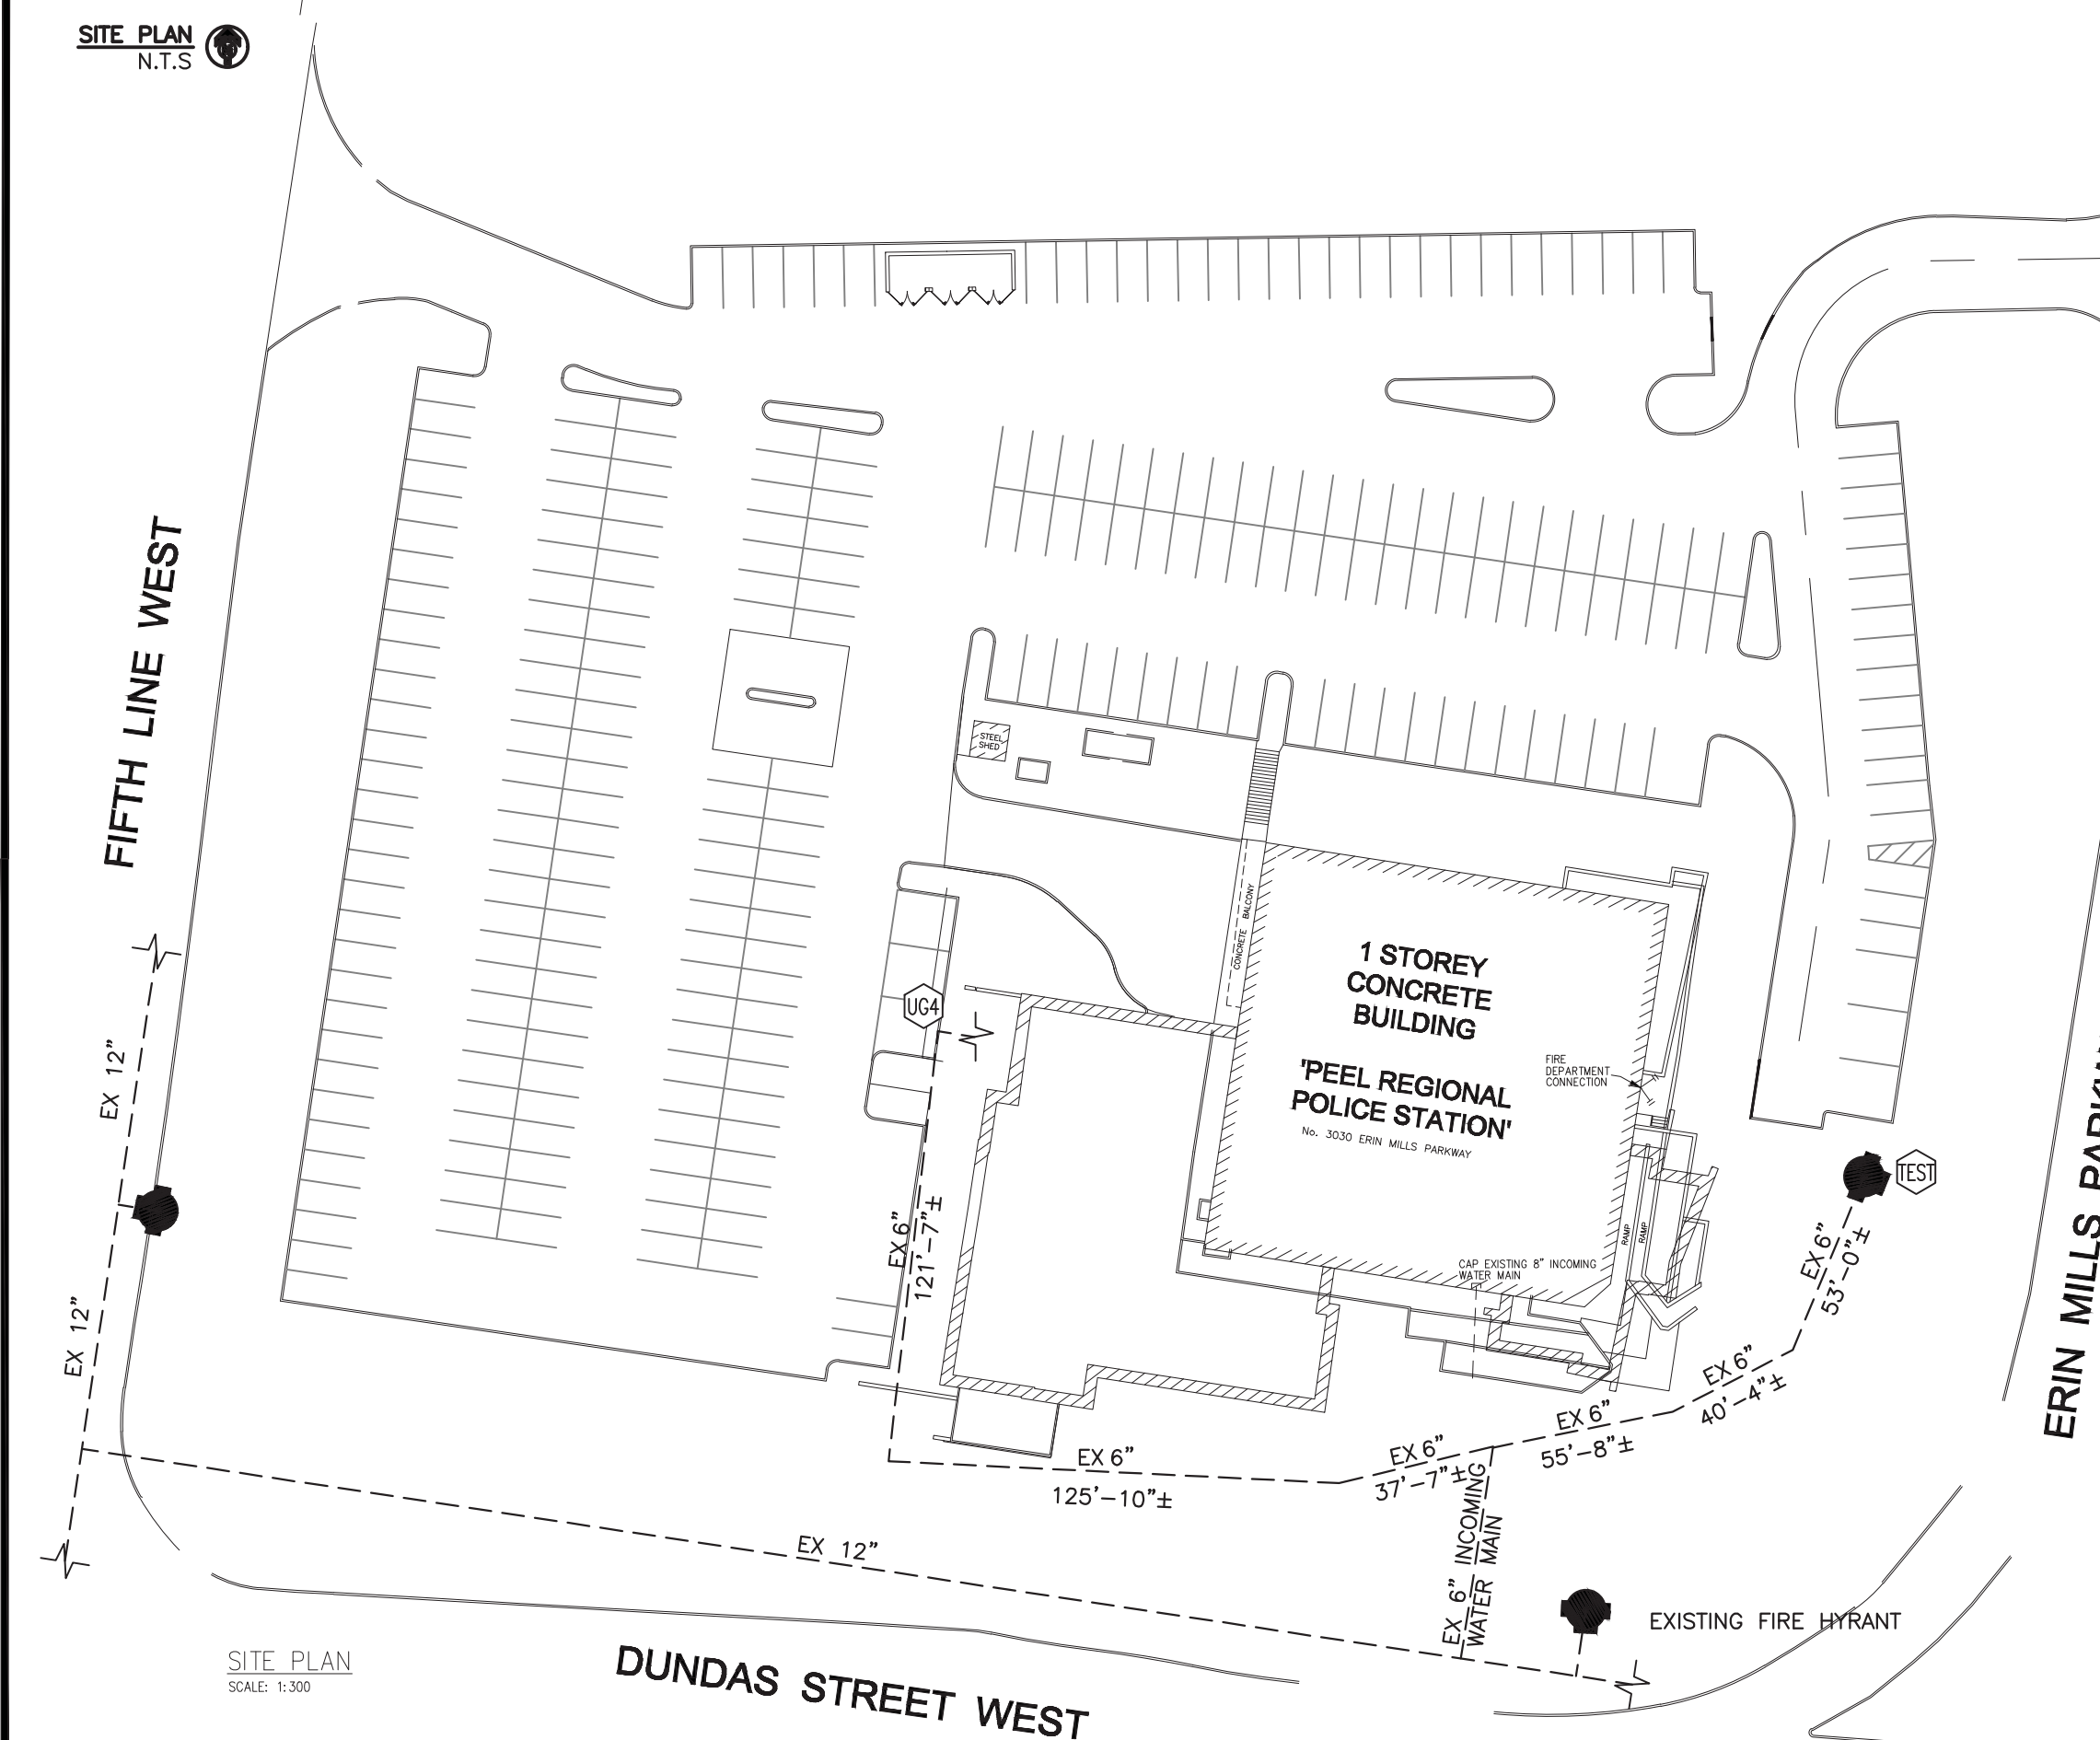 SITE PLAN
N.T.S
FIFTH LINE WEST
STEEL
SHED
CONCRETE BALCONY
1 STOREY
CONCRETE
BUILDING
'PEEL REGIONAL
POLICE STATION'
No. 3030 ERIN MILLS PARKWAY
FIRE
DEPARTMENT
CONNECTION
UG4
EX 12"
EX 12"
EX 6"
121'-7"±
RAMP
RAMP
CAP EXISTING 8" INCOMING
WATER MAIN
TEST
EX 6"
53'-0"±
EX 6"
40'-4"±
EX 6"
55'-8"±
EX 6"
37'-7"±
EX 6"
125'-10"±
EX 6" INCOMING
WATER MAIN
EX 12"
EXISTING FIRE HYRANT
ERIN MILLS
SITE PLAN
SCALE: 1:300
DUNDAS STREET WEST